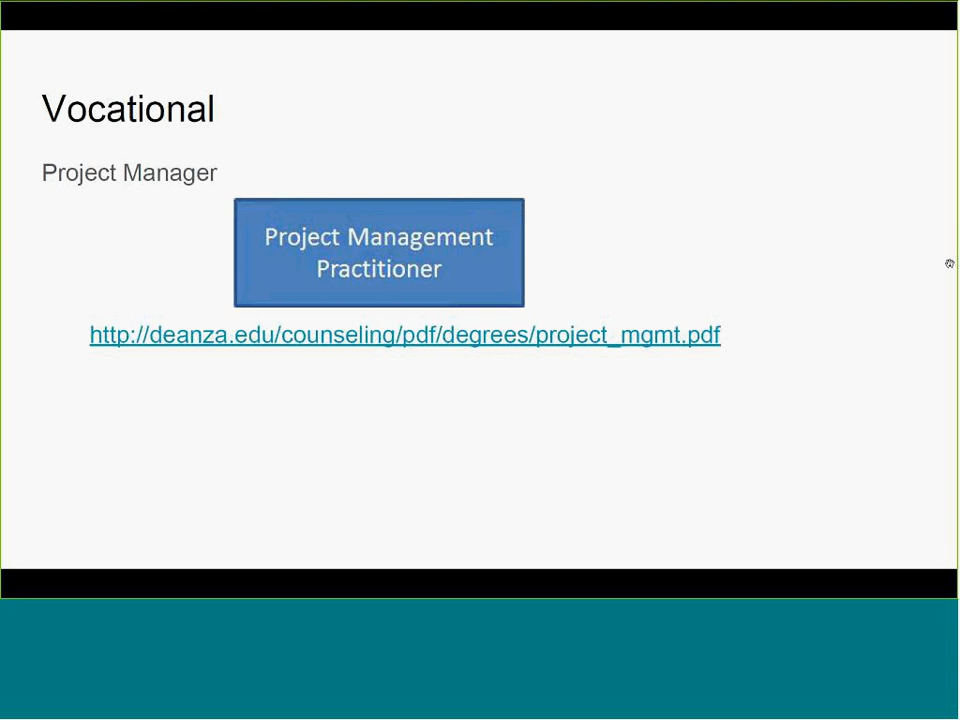 Vocational
Project Manager
Project Management
Practitioner
http://deanza.edu/counseling/pdf/degrees/project_mgmt.pdf